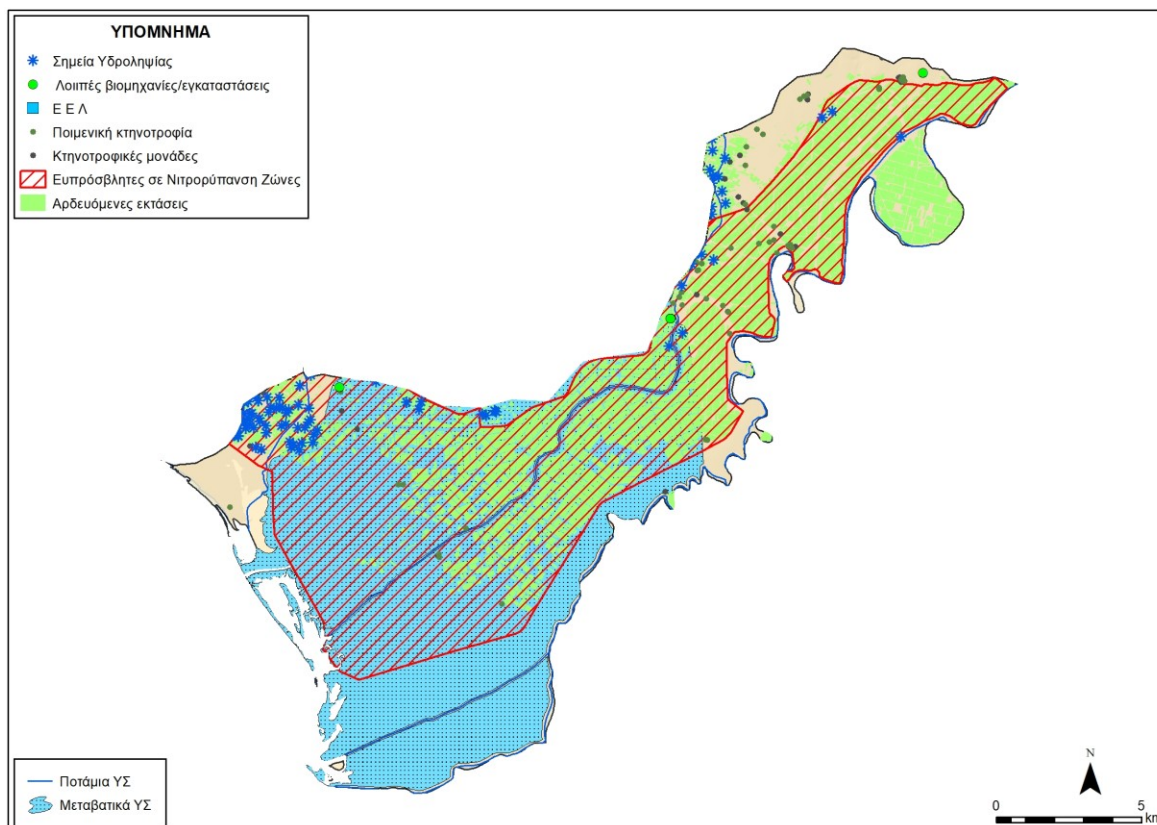 ΥΠΟΜΝΗΜΑ
Σημεία Υδροληψίας
Λοιπές βιομηχανίες/εγκαταστάσεις
Ε Ε Λ
Ποιμενική κτηνοτροφία
Κτηνοτροφικές μονάδες
Ευπρόσβλητες σε Νιτρορύπανση Ζώνες
Αρδευόμενες εκτάσεις
Ποτάμια ΥΣ
Μεταβατικά ΥΣ
N
0 5
km